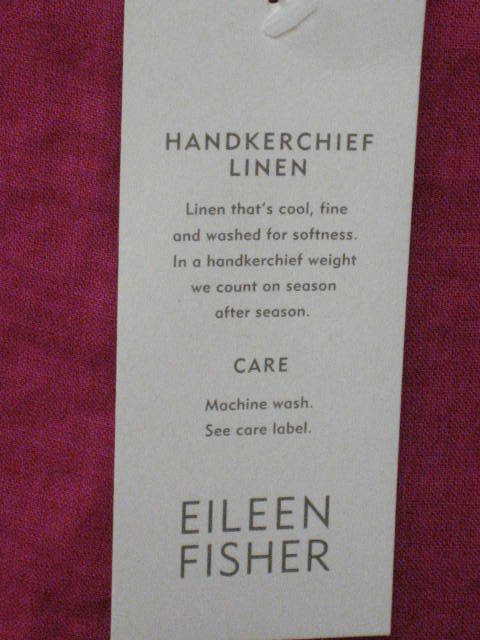 HANDKERCHIEF
LINEN
Linen that's cool, fine
and washed for softness.
In a handkerchief weight
we count on season
after season.
CARE
Machine wash.
See care label.
EILEEN
FISHER